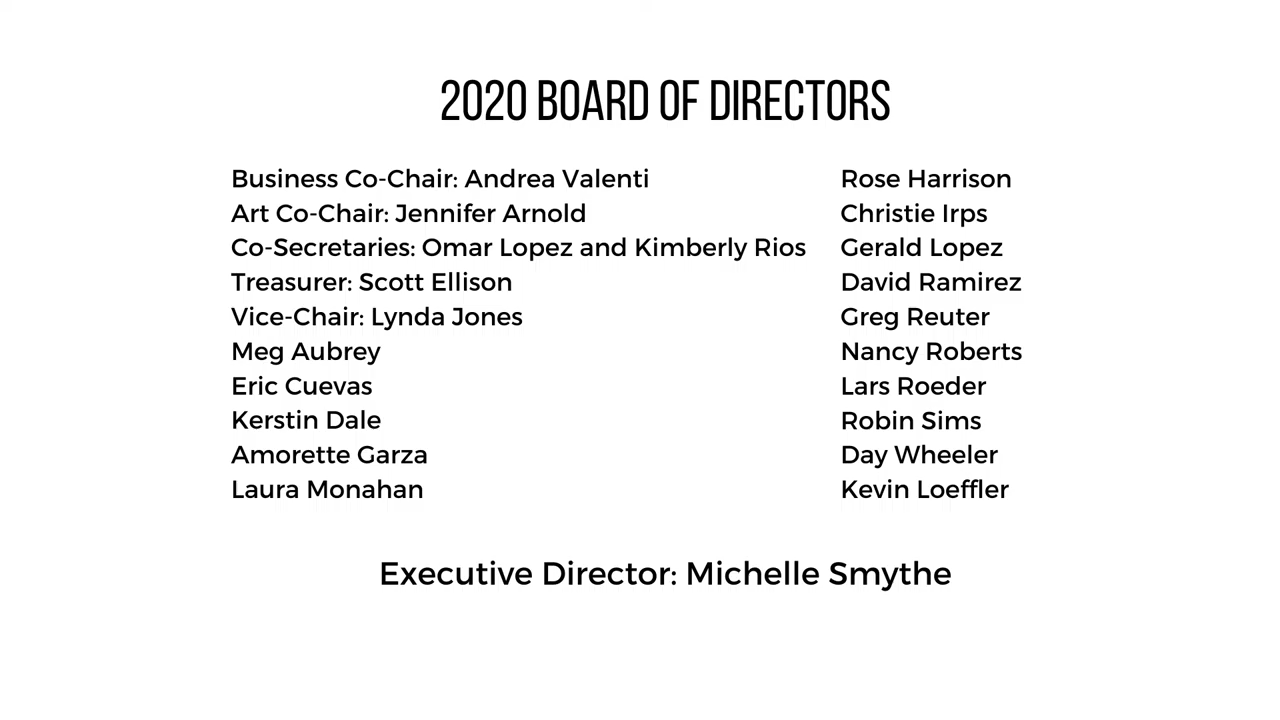 2020 BOARD OF DIRECTORS
Business Co-Chair: Andrea Valenti
Art Co-Chair: Jennifer Arnold
Co-Secretaries: Omar Lopez and Kimberly Rios
Treasurer: Scott Ellison
Vice-Chair: Lynda Jones
Meg Aubrey
Eric Cuevas
Kerstin Dale
Amorette Garza
Laura Monahan
Rose Harrison
Christie Irps
Gerald Lopez
David Ramirez
Greg Reuter
Nancy Roberts
Lars Roeder
Robin Sims
Day Wheeler
Kevin Loeffler
Executive Director: Michelle Smythe